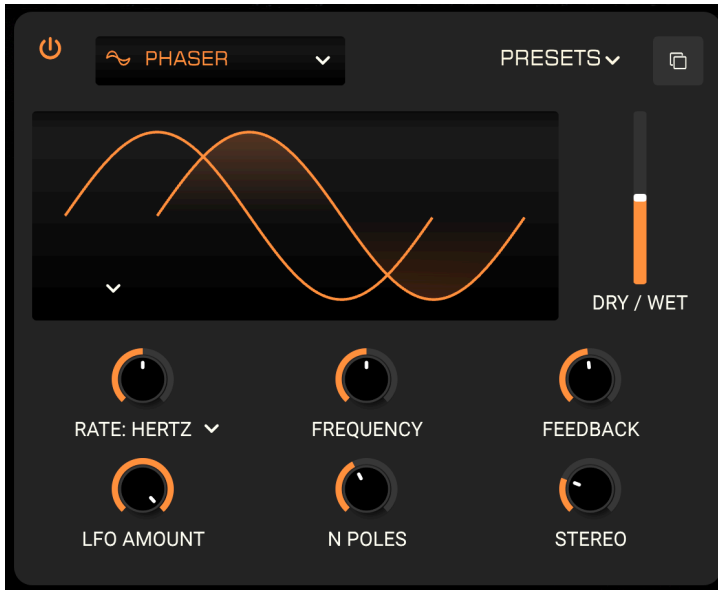 PHASER
PRESETS
DRY / WET
RATE: HERTZ
FREQUENCY
FEEDBACK
LFO AMOUNT
N POLES
STEREO